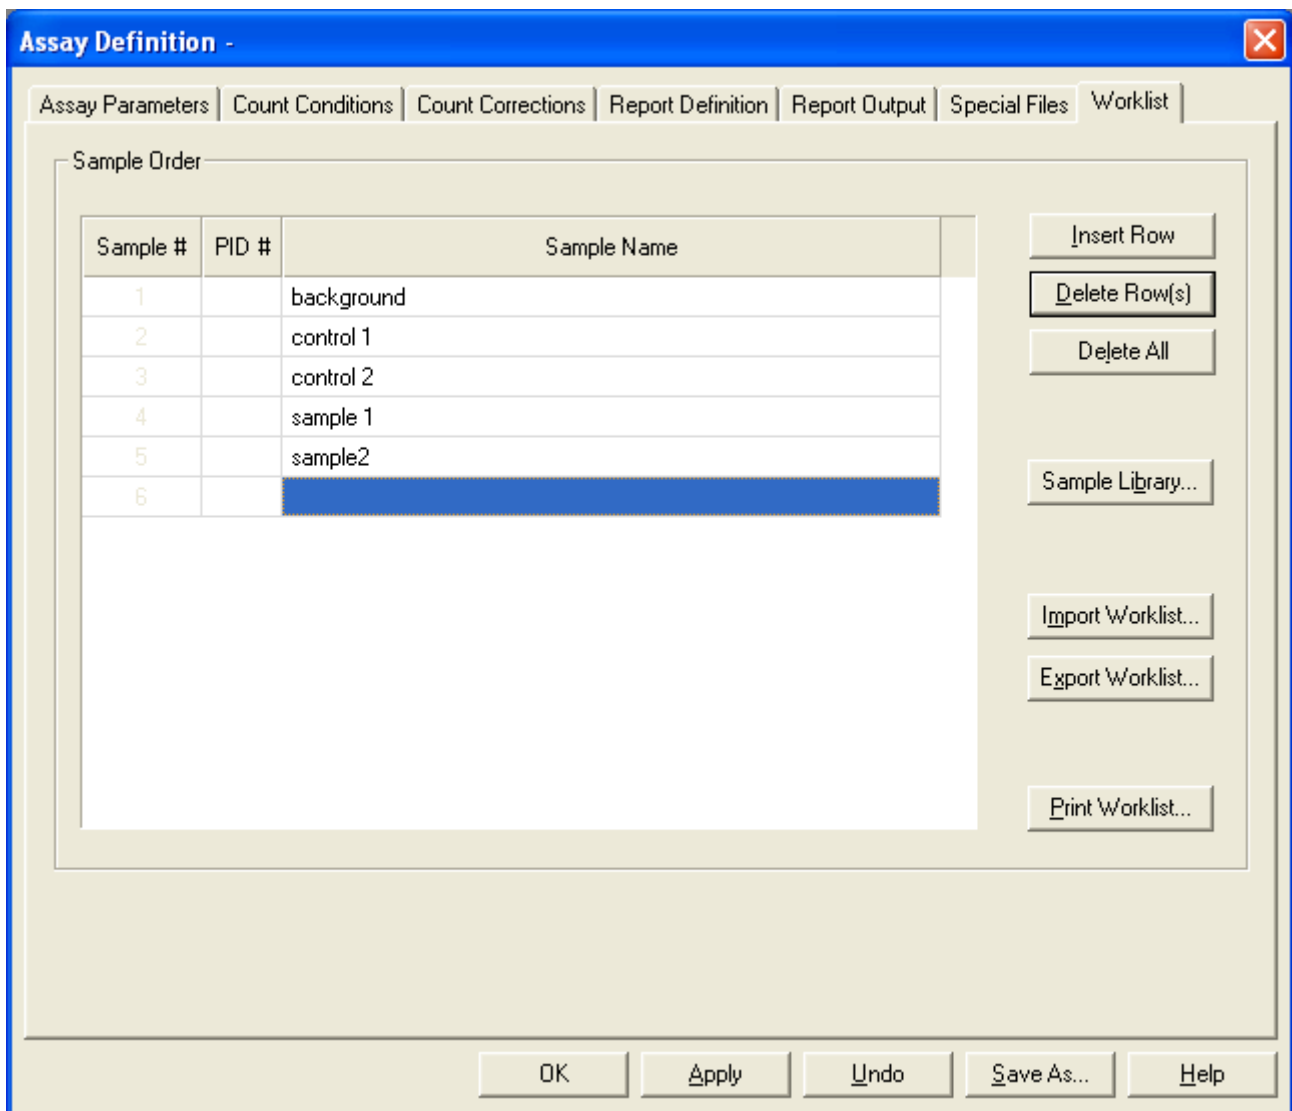 Assay Definition -
Assay Parameters Count Conditions Count Corrections Report Definition Report Output Special Files Worklist
Sample Order
Sample # PID # Sample Name
1 background
2 control 1
3 control 2
4 sample 1
5 sample2
6
Insert Row
Delete Row(s)
Delete All
Sample Library...
Import Worklist...
Export Worklist...
Print Worklist...
OK Apply Undo Save As... Help